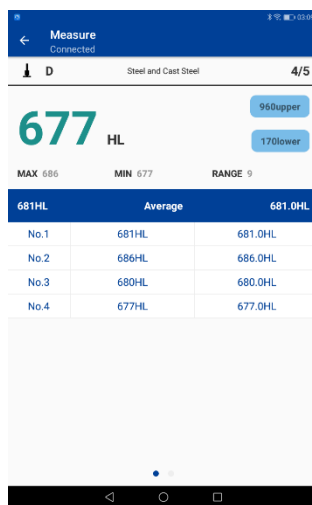 03:09
Measure
Connected
D Steel and Cast Steel 4/5
677 HL
960upper
170lower
MAX 686 MIN 677 RANGE 9
681HL Average 681.0HL
No.1 681HL 681.0HL
No.2 686HL 686.0HL
No.3 680HL 680.0HL
No.4 677HL 677.0HL